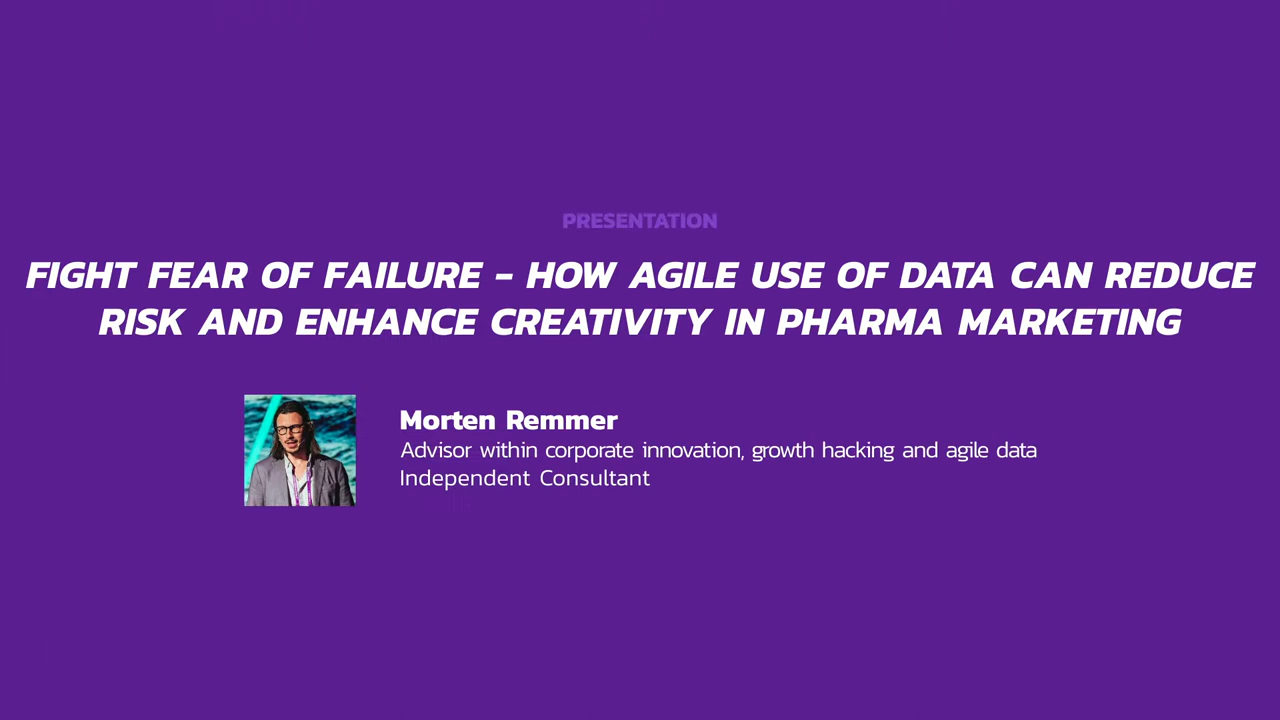 PRESENTATION
FIGHT FEAR OF FAILURE – HOW AGILE USE OF DATA CAN REDUCE
RISK AND ENHANCE CREATIVITY IN PHARMA MARKETING
Morten Remmer
Advisor within corporate innovation, growth hacking and agile data
Independent Consultant